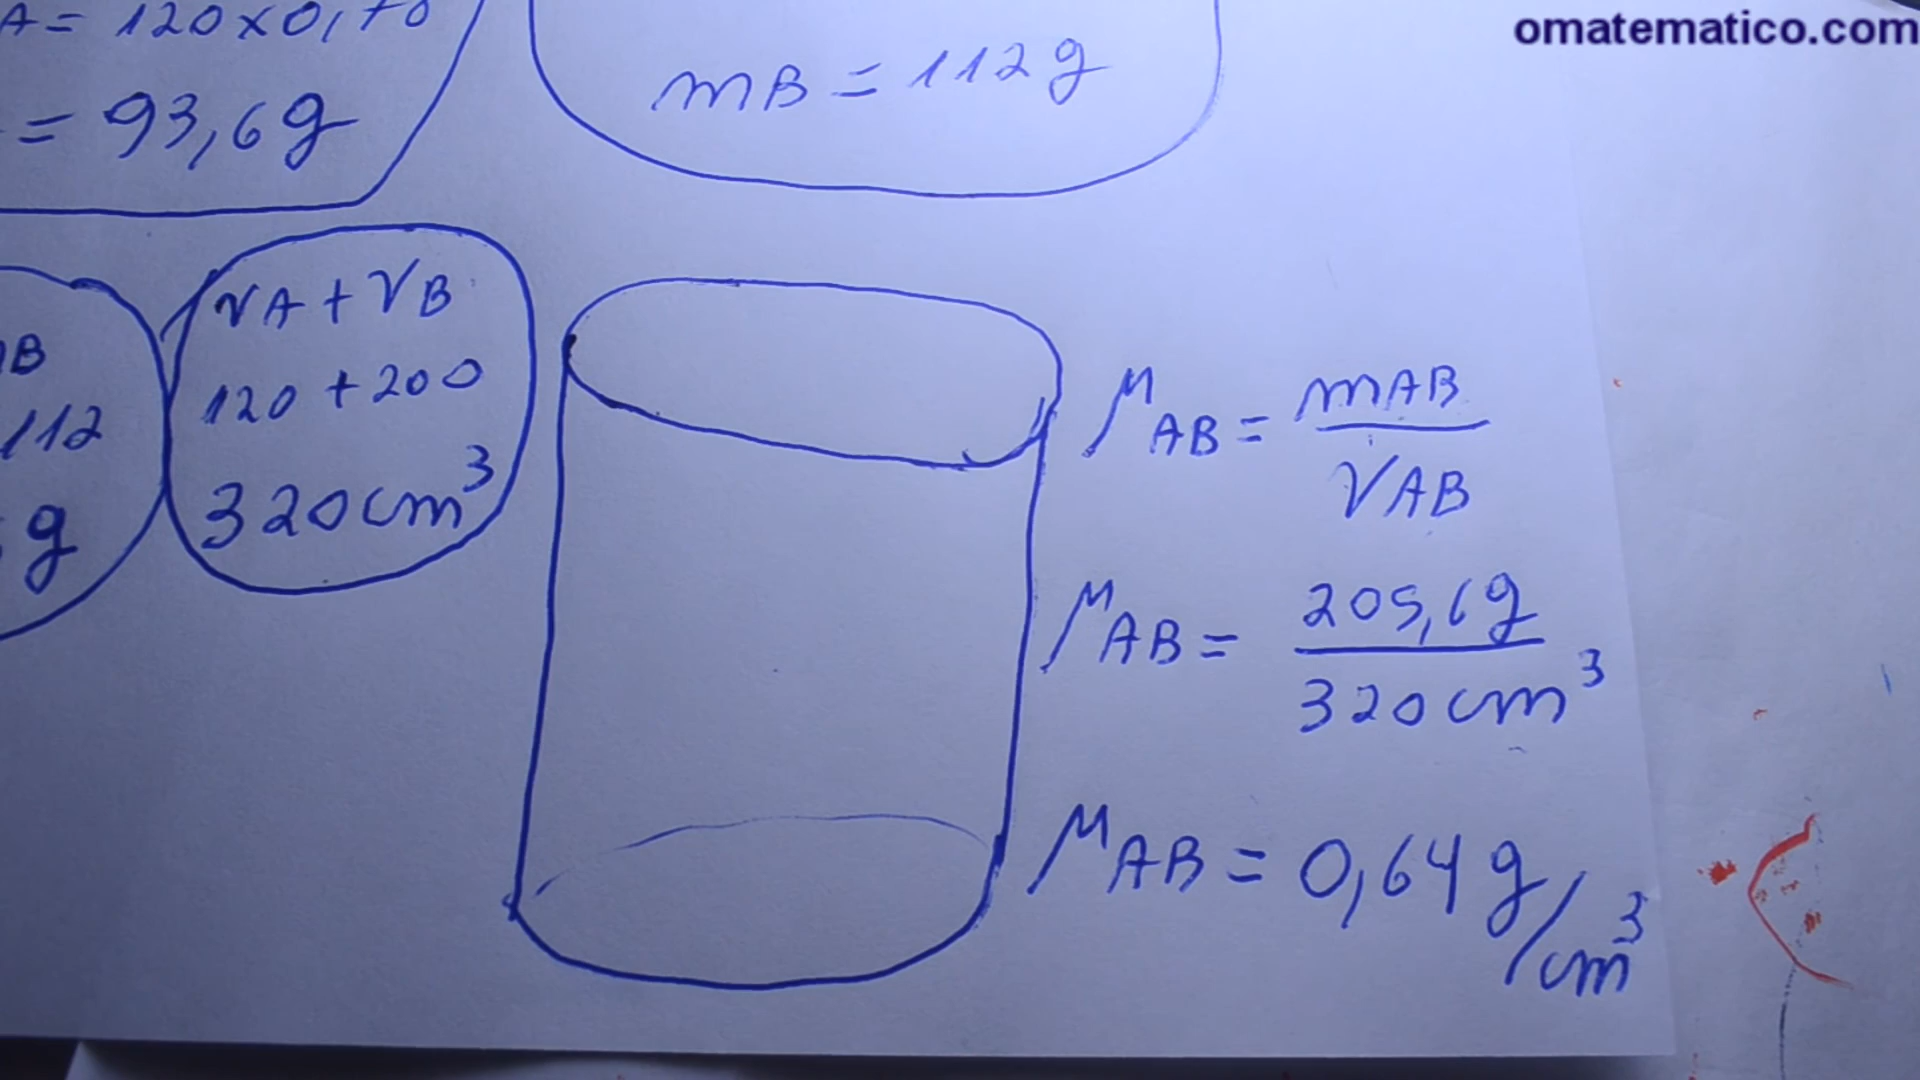 omatematico.com
A = 120 x 0,78
= 93,6g
mB = 112g
B
112
g
VA + VB
120 + 200
320cm³
μAB = mAB / VAB
μAB = 205,6g / 320cm³
μAB = 0,64g/cm³